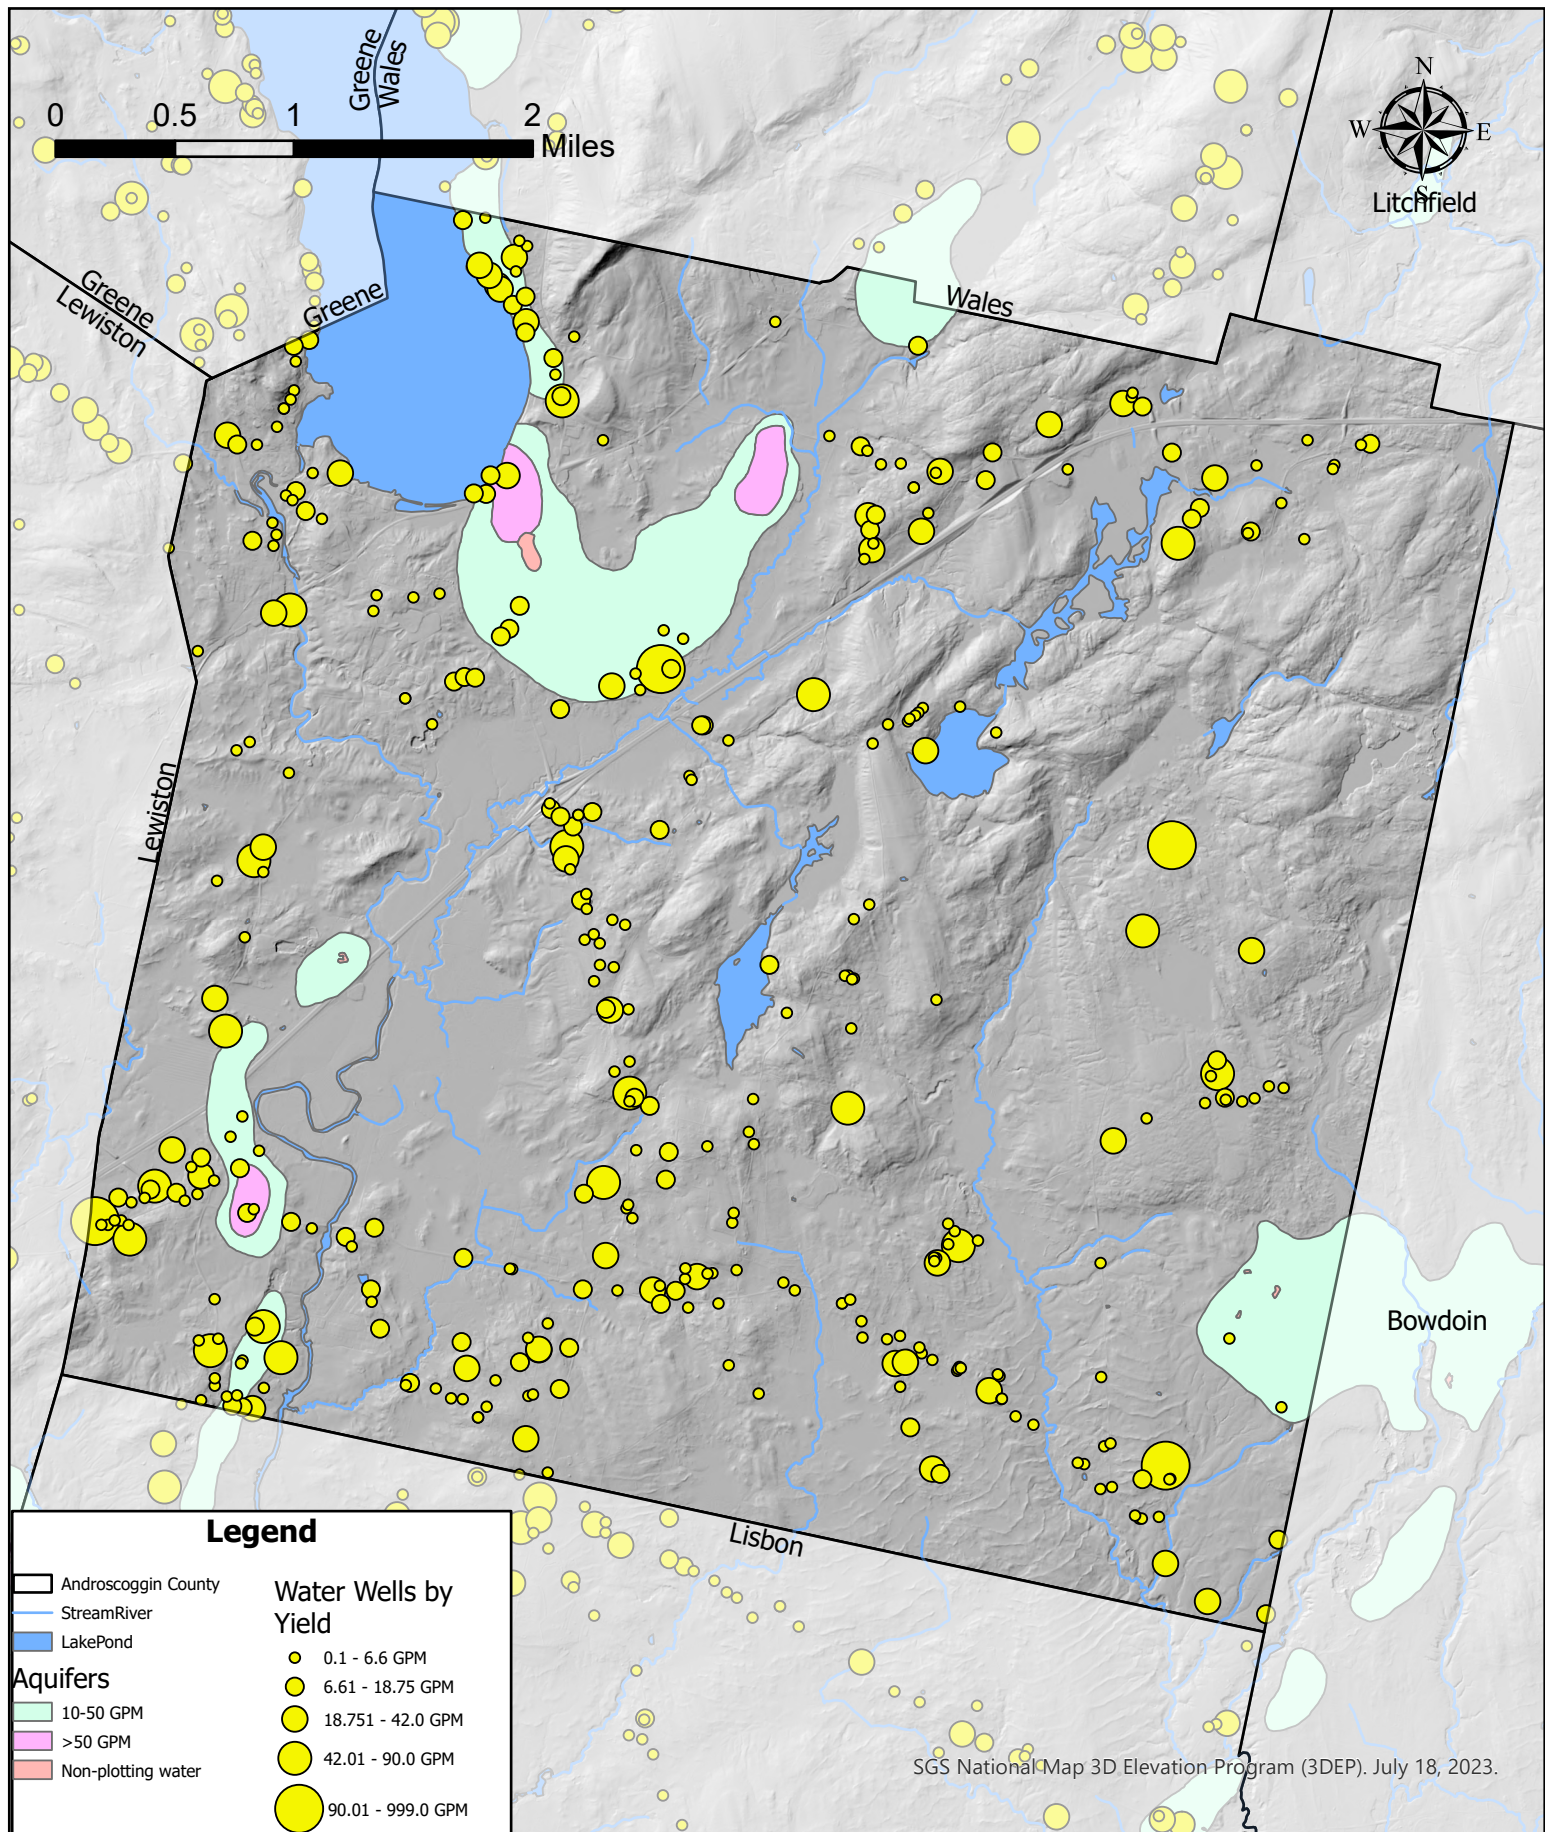 Greene
Wales
0 0.5 1 2
Miles
N
W E
S
Litchfield
Greene
Lewiston
Greene
Wales
Lewiston
Bowdoin
Lisbon
Legend
Androscoggin County
StreamRiver
LakePond
Aquifers
10-50 GPM
>50 GPM
Non-plotting water
Water Wells by
Yield
0.1 - 6.6 GPM
6.61 - 18.75 GPM
18.751 - 42.0 GPM
42.01 - 90.0 GPM
90.01 - 999.0 GPM
SGS National Map 3D Elevation Program (3DEP). July 18, 2023.